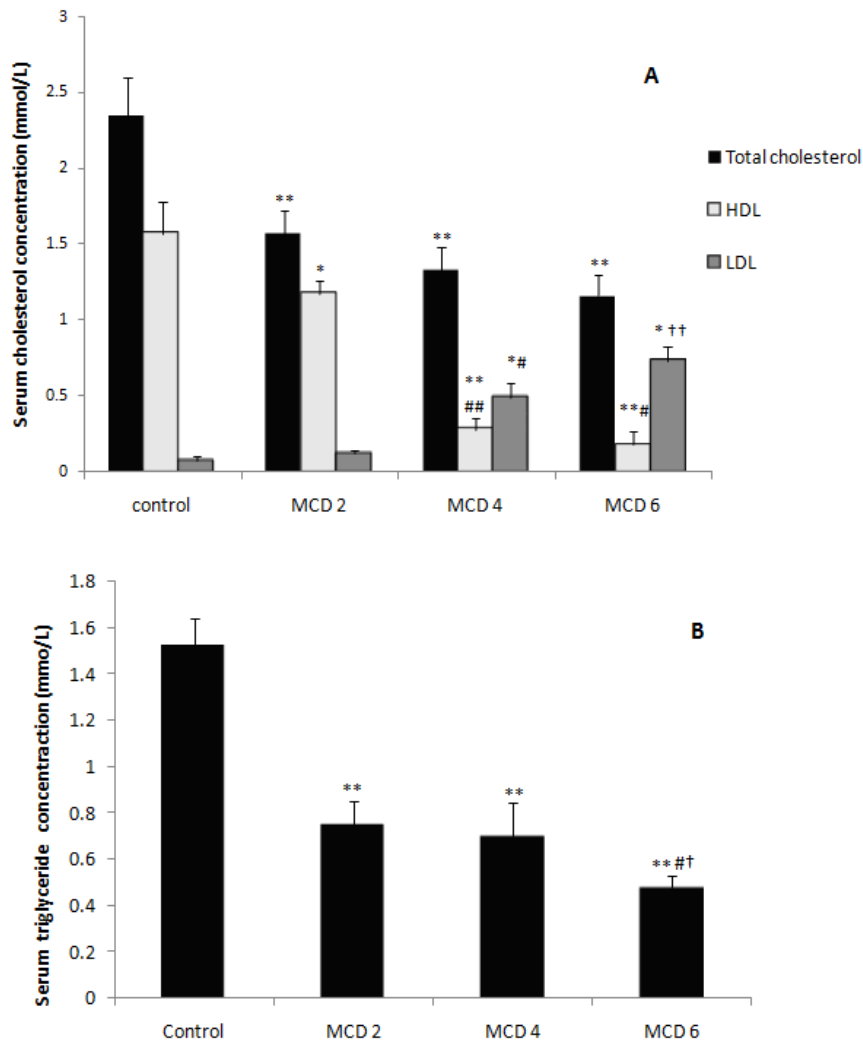 3
2.5
2
1.5
1
0.5
0
Serum cholesterol concentration (mmol/L)
A
Total cholesterol
HDL
LDL
**
*
**
**
##
*#
**
**#
* ††
control
MCD 2
MCD 4
MCD 6
1.8
1.6
1.4
1.2
1
0.8
0.6
0.4
0.2
0
Serum triglyceride concentraction (mmo/L)
B
**
**
**#†
Control
MCD 2
MCD 4
MCD 6